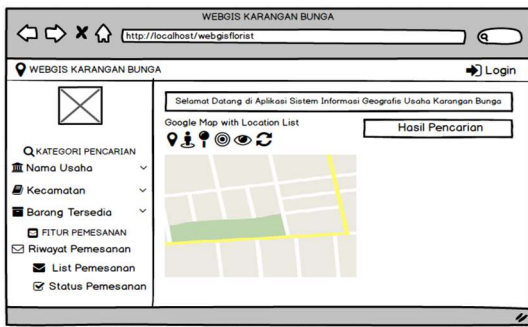 WEBGIS KARANGAN BUNGA
http://localhost/webgisflorist
WEBGIS KARANGAN BUNGA
Login
Selamat Datang di Aplikasi Sistem Informasi Geografis Usaha Karangan Bunga
Google Map with Location List
Hasil Pencarian
KATEGORI PENCARIAN
Nama Usaha
Kecamatan
Barang Tersedia
FITUR PEMESANAN
Riwayat Pemesanan
List Pemesanan
Status Pemesanan